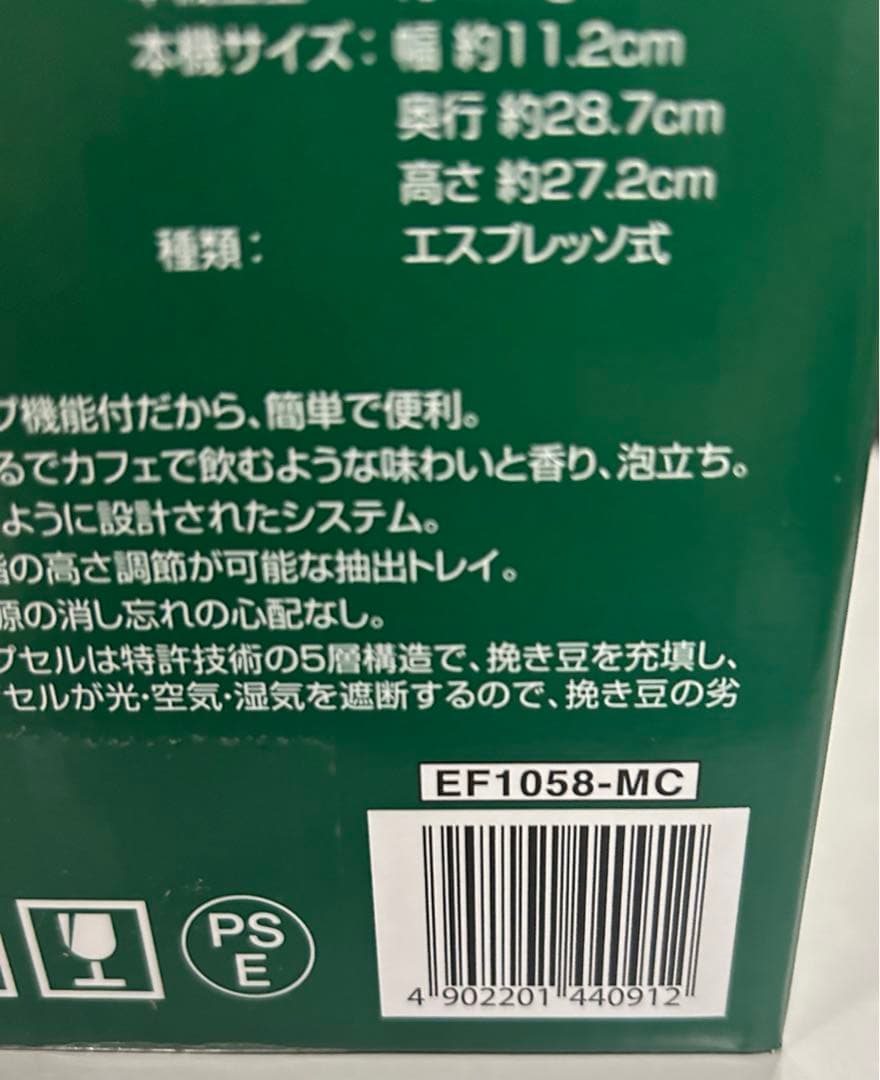 本機サイズ: 幅 約11.2cm
奥行 約28.7cm
高さ 約27.2cm
種類: エスプレッソ式
プ機能付だから、簡単で便利。
るでカフェで飲むような味わいと香り、泡立ち。
ように設計されたシステム。
の高さ調節が可能な抽出トレイ。
源の消し忘れの心配なし。
プセルは特許技術の5層構造で、挽き豆を充填し、
セルが光・空気・湿気を遮断するので、挽き豆の劣
EF1058-MC
PS
E
4 902201 440912